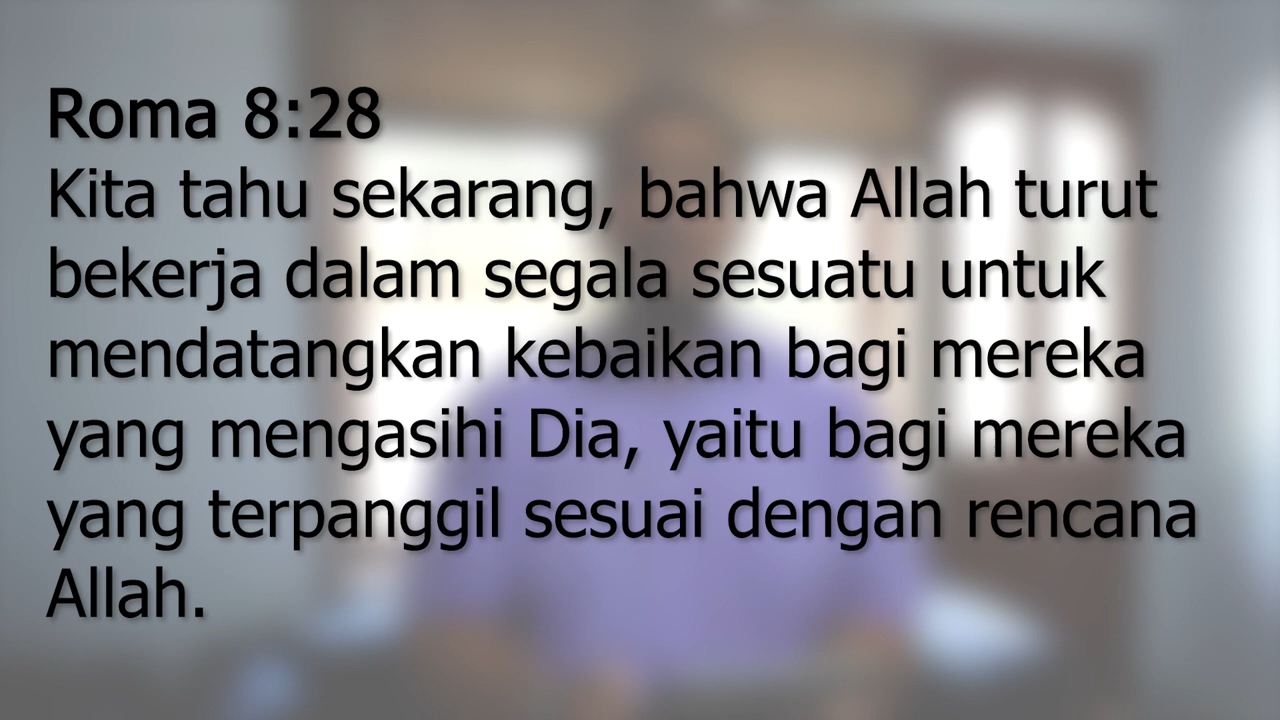 Roma 8:28
Kita tahu sekarang, bahwa Allah turut
bekerja dalam segala sesuatu untuk
mendatangkan kebaikan bagi mereka
yang mengasihi Dia, yaitu bagi mereka
yang terpanggil sesuai dengan rencana
Allah.